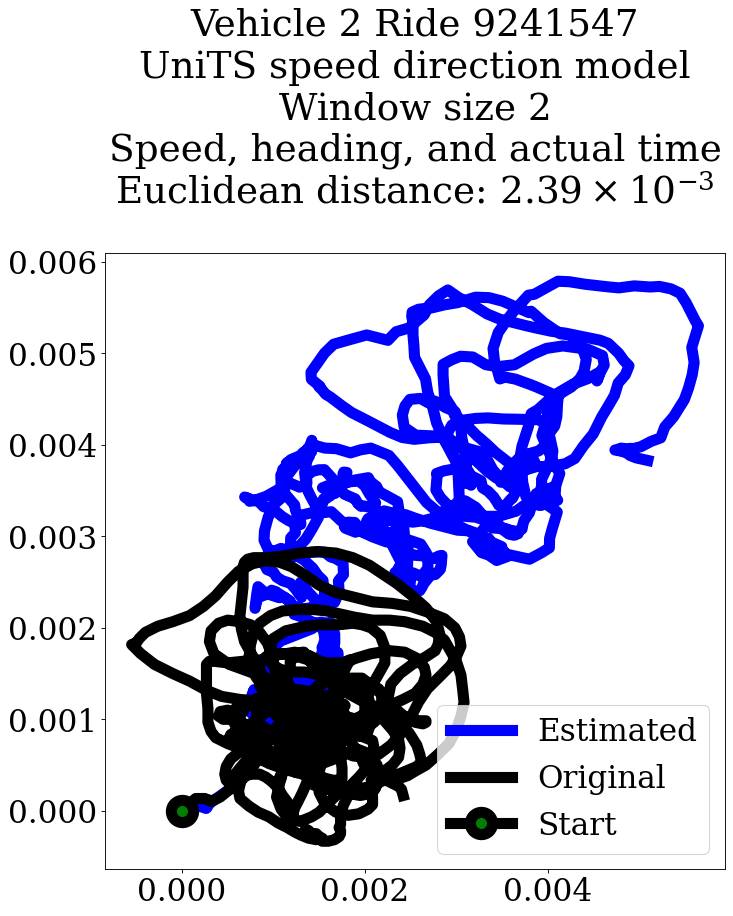 Vehicle 2 Ride 9241547
UniTS speed direction model
Window size 2
Speed, heading, and actual time
Euclidean distance: 2.39 × 10⁻³
0.006
0.005
0.004
0.003
0.002
0.001
0.000
Estimated
Original
Start
0.000 0.002 0.004